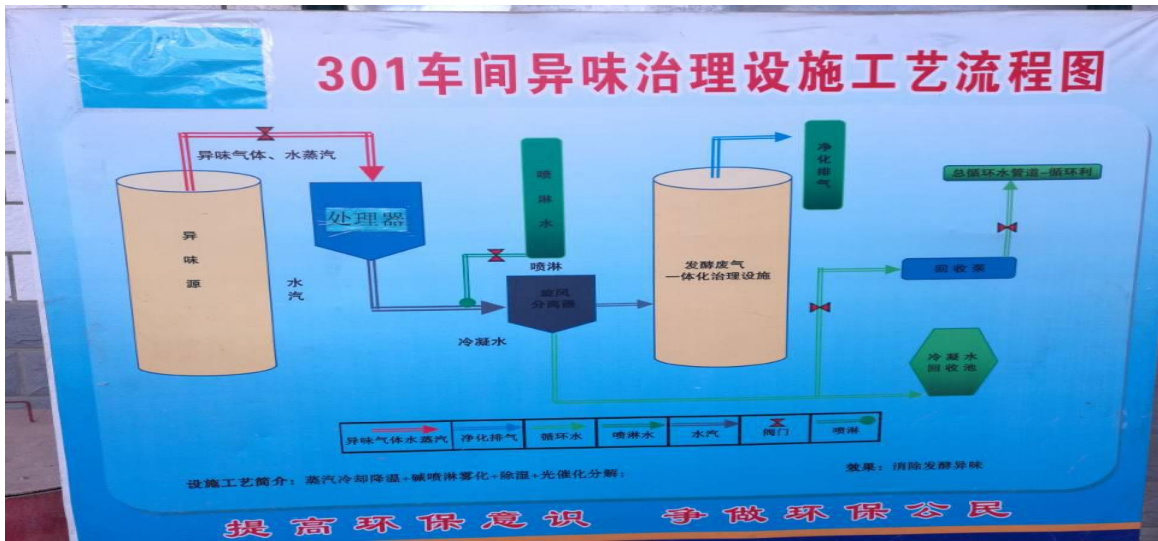 301车间异味治理设施工艺流程图
异味气体、水蒸汽
处理器
异味源
水汽
喷淋水
喷淋
旋风
分离器
冷凝水
发酵废气
一体化治理设施
净化排气
总循环水管道-循环利
回收泵
冷凝水
回收池
异味气体水蒸汽 净化排气 循环水 喷淋水 水汽 阀门 喷淋
设施工艺简介：蒸汽冷却降温+碱喷淋雾化+除湿+光催化分解；
效果：消除发酵异味
提高环保意识 争做环保公民